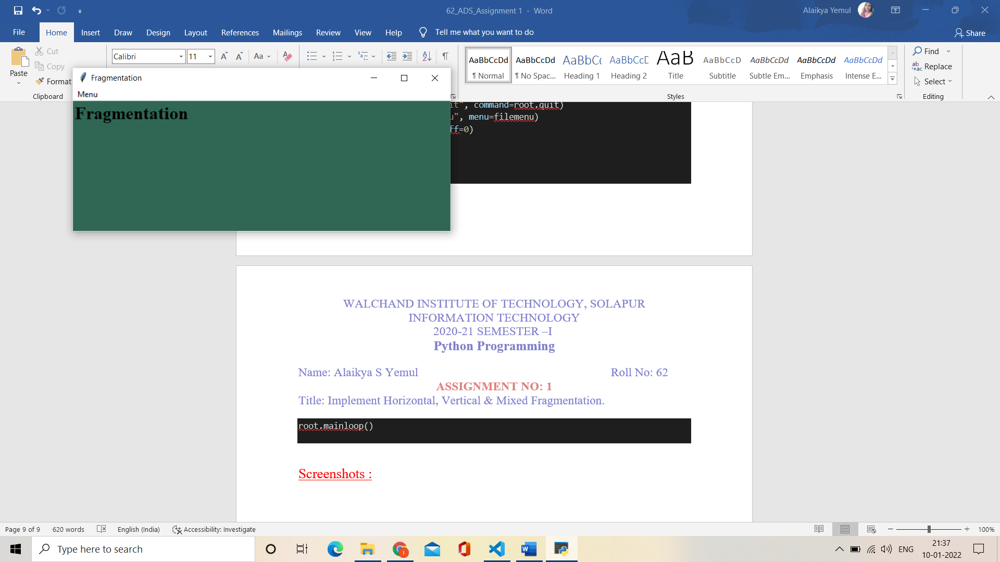 62_ADS_Assignment 1 - Word
Alaikya Yemul
File Home Insert Draw Design Layout References Mailings Review View Help Tell me what you want to do
Share
Cut
Copy
Format
Paste
Clipboard
Calibri 11
Aa
AaBbCcDd AaBbCcDd AaBbCc AaBbCcD AaB AaBbCcD AaBbCcDd AaBbCcDd AaBbCcDd
¶ Normal ¶ No Spac... Heading 1 Heading 2 Title Subtitle Subtle Em... Emphasis Intense E...
Styles
Find
Replace
Select
Editing
Fragmentation
Menu
Fragmentation
it", command=root.quit)
u", menu=filemenu)
ff=0)
WALCHAND INSTITUTE OF TECHNOLOGY, SOLAPUR
INFORMATION TECHNOLOGY
2020-21 SEMESTER –I
Python Programming
Name: Alaikya S Yemul Roll No: 62
ASSIGNMENT NO: 1
Title: Implement Horizontal, Vertical & Mixed Fragmentation.
root.mainloop()
Screenshots :
Page 9 of 9 620 words English (India) Accessibility: Investigate 100%
Type here to search
ENG
21:37
10-01-2022